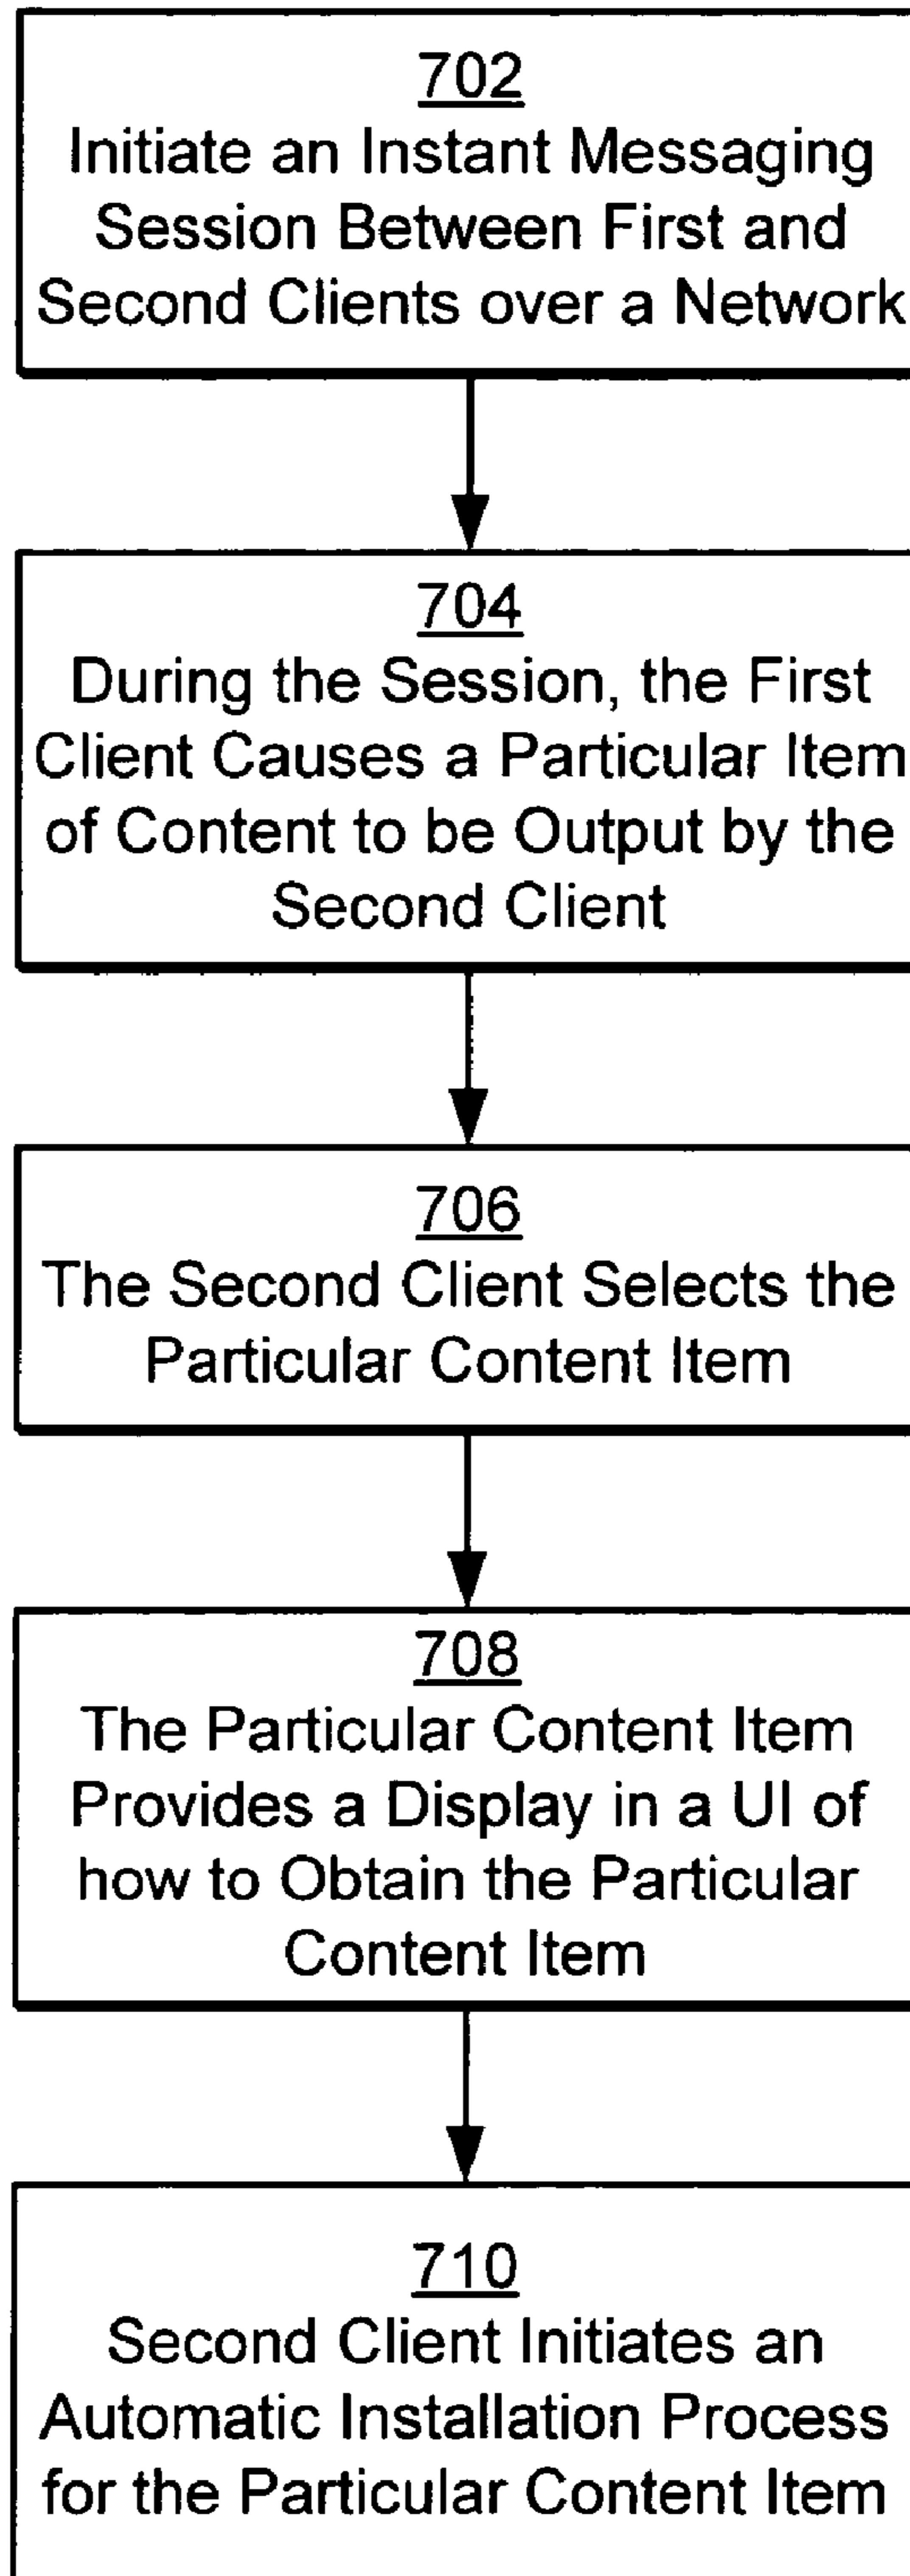 702
Initiate an Instant Messaging
Session Between First and
Second Clients over a Network
704
During the Session, the First
Client Causes a Particular Item
of Content to be Output by the
Second Client
706
The Second Client Selects the
Particular Content Item
708
The Particular Content Item
Provides a Display in a UI of
how to Obtain the Particular
Content Item
710
Second Client Initiates an
Automatic Installation Process
for the Particular Content Item